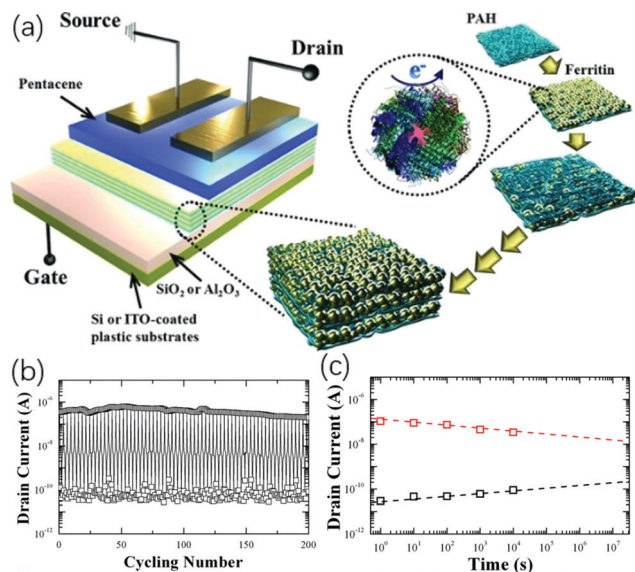 (a)
Source
Drain
Pentacene
Gate
SiO₂ or Al₂O₃
Si or ITO-coated
plastic substrates
e⁻
PAH
Ferritin
(b)
Drain Current (A)
10⁻⁶
10⁻⁸
10⁻¹⁰
10⁻¹²
0 50 100 150 200
Cycling Number
(c)
Drain Current (A)
10⁻⁶
10⁻⁸
10⁻¹⁰
10⁻¹²
10⁰ 10¹ 10² 10³ 10⁴ 10⁵ 10⁶ 10⁷
Time (s)